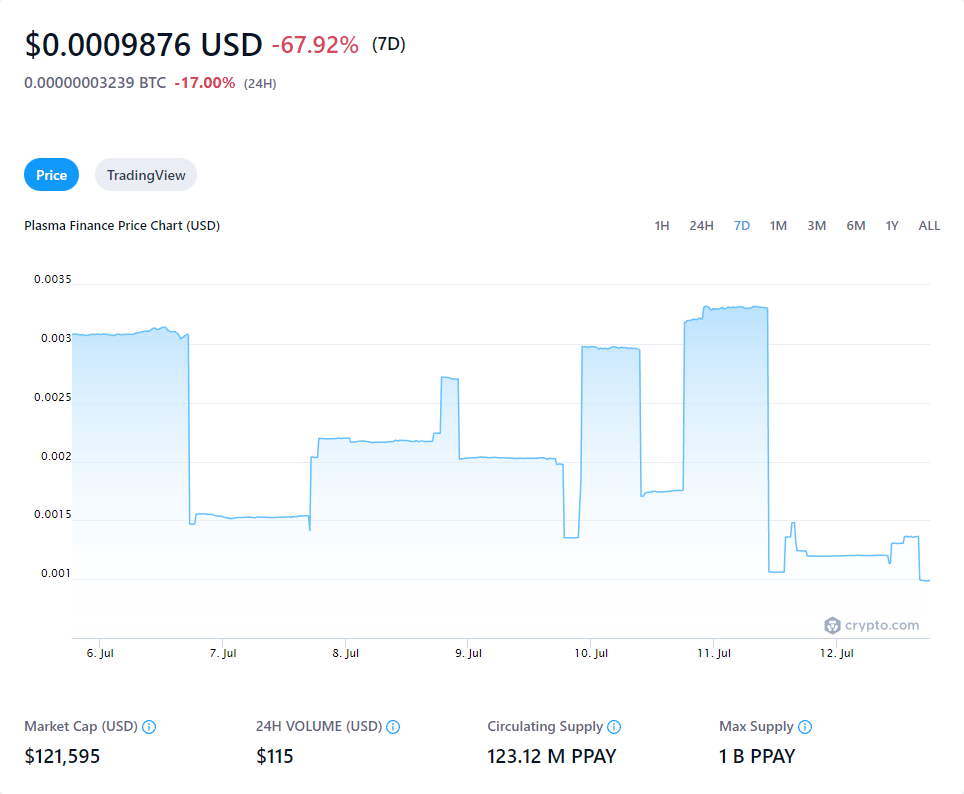 $0.0009876 USD -67.92% (7D)
0.00000003239 BTC -17.00% (24H)
Price TradingView
Plasma Finance Price Chart (USD) 1H 24H 7D 1M 3M 6M 1Y ALL
0.0035
0.003
0.0025
0.002
0.0015
0.001
crypto.com
6. Jul 7. Jul 8. Jul 9. Jul 10. Jul 11. Jul 12. Jul
Market Cap (USD) 24H VOLUME (USD) Circulating Supply Max Supply
$121,595 $115 123.12 M PPAY 1 B PPAY